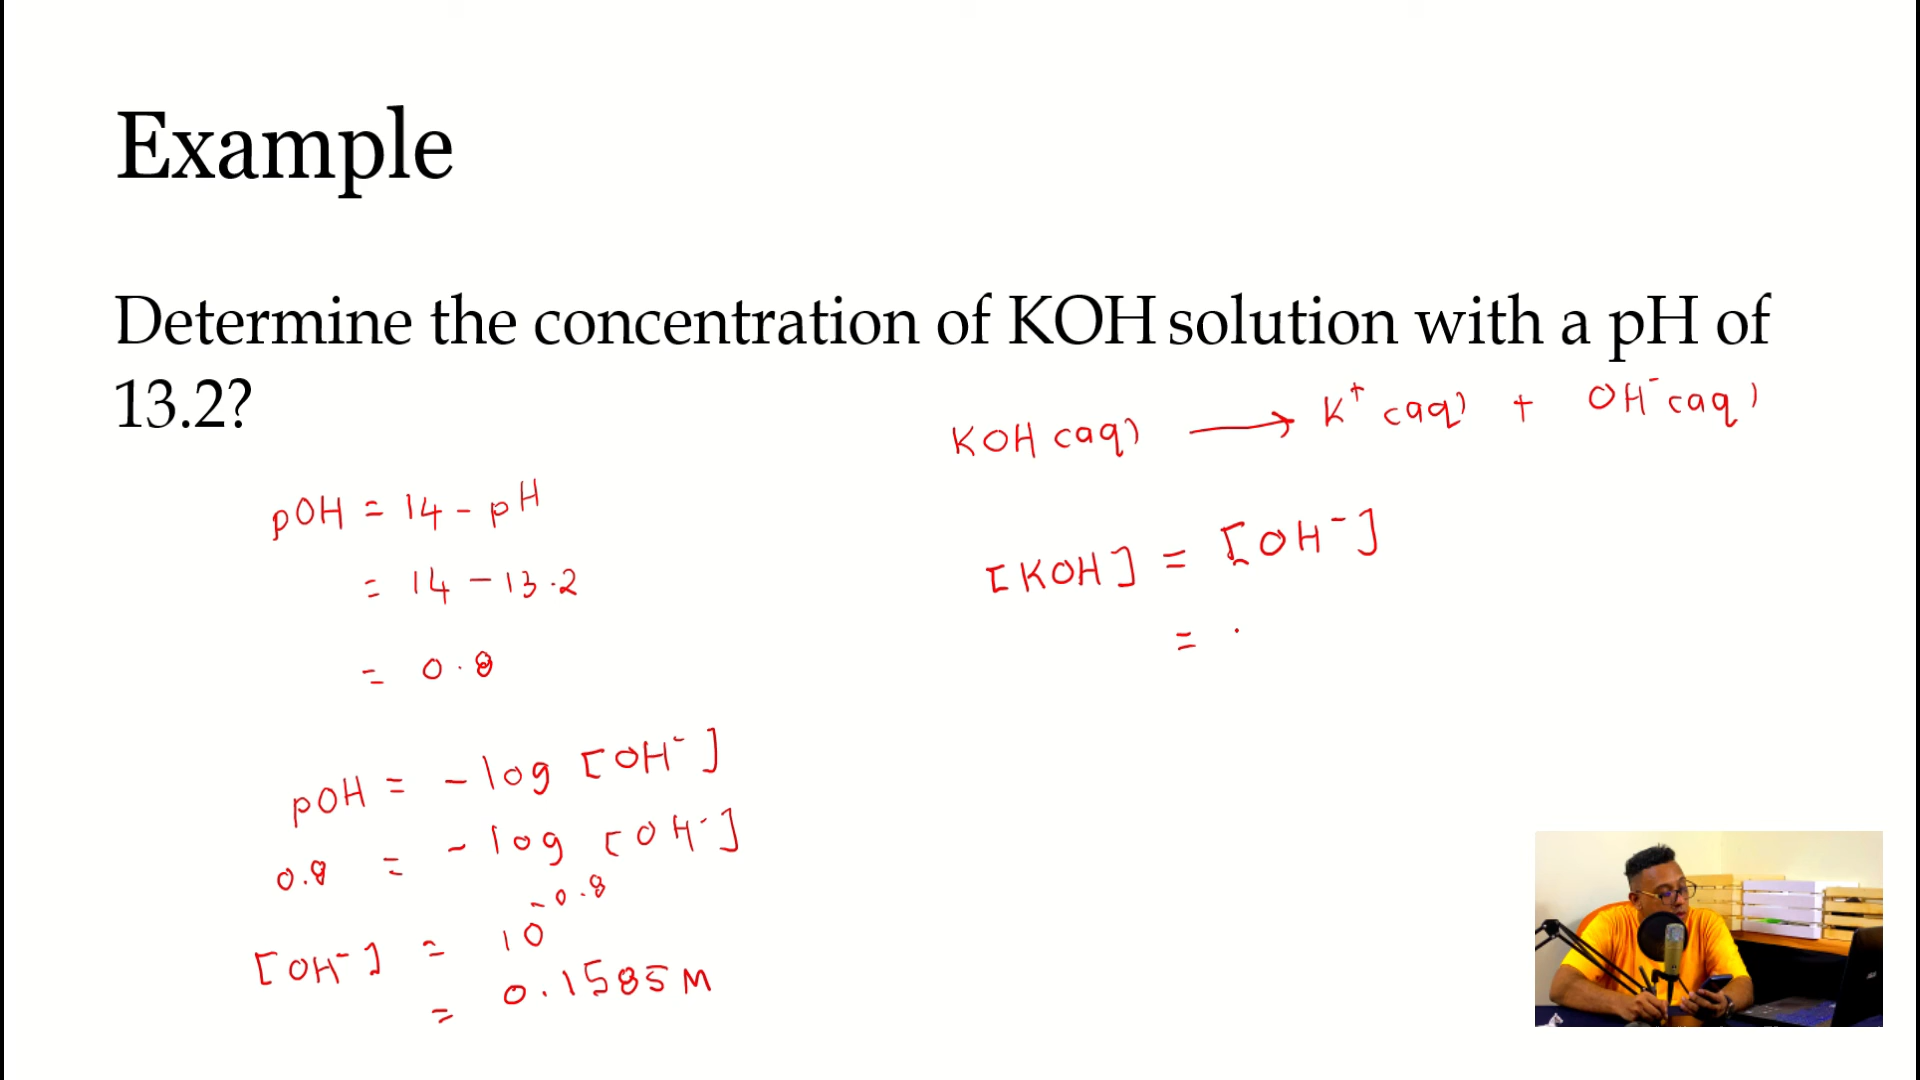 Example
Determine the concentration of KOH solution with a pH of
13.2?
KOH (aq) → K⁺ (aq) + OH⁻ (aq)
pOH = 14 - pH
= 14 - 13.2
= 0.8
[KOH] = [OH⁻]
= .
pOH = - log [OH⁻]
0.8 = - log [OH⁻]
[OH⁻] = 10⁻⁰·⁸
= 0.1585 M